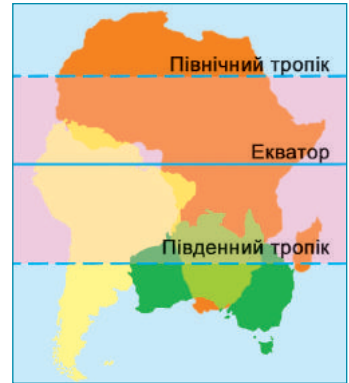 Північний тропік
Екватор
Південний тропік